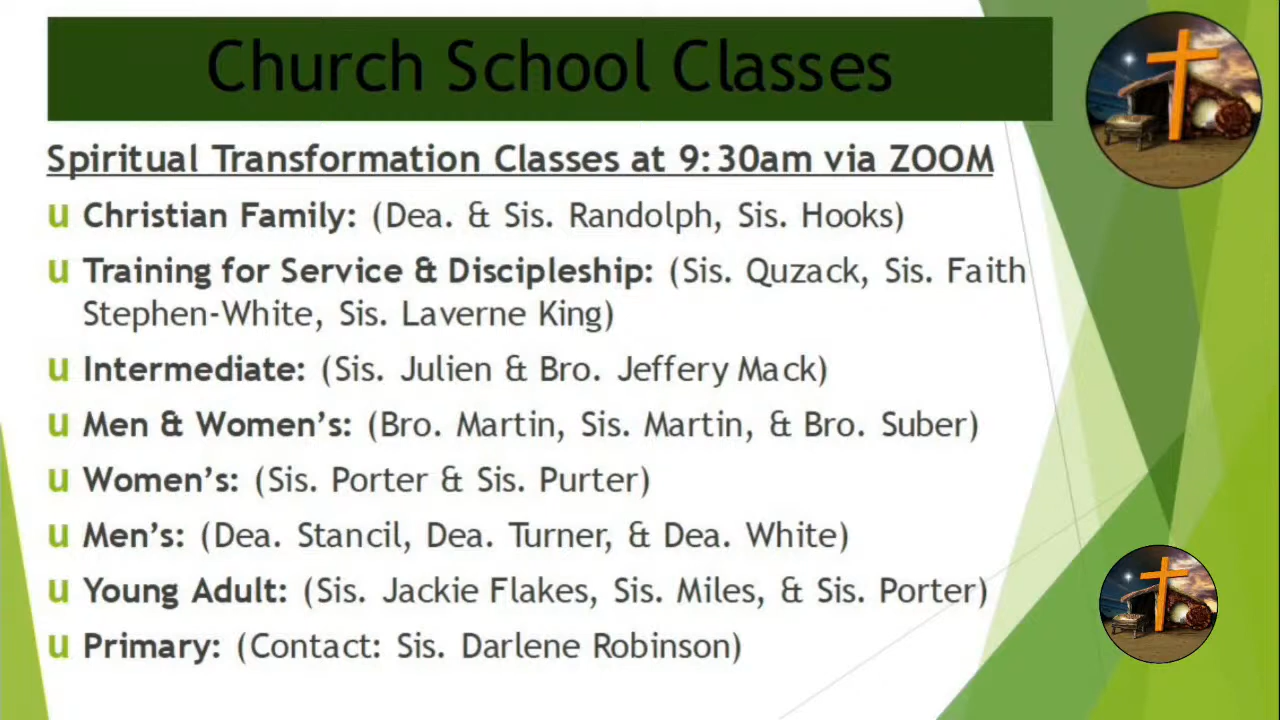 Church School Classes
Spiritual Transformation Classes at 9:30am via ZOOM
u Christian Family: (Dea. & Sis. Randolph, Sis. Hooks)
u Training for Service & Discipleship: (Sis. Quzack, Sis. Faith
Stephen-White, Sis. Laverne King)
u Intermediate: (Sis. Julien & Bro. Jeffery Mack)
u Men & Women's: (Bro. Martin, Sis. Martin, & Bro. Suber)
u Women's: (Sis. Porter & Sis. Purter)
u Men's: (Dea. Stancil, Dea. Turner, & Dea. White)
u Young Adult: (Sis. Jackie Flakes, Sis. Miles, & Sis. Porter)
u Primary: (Contact: Sis. Darlene Robinson)